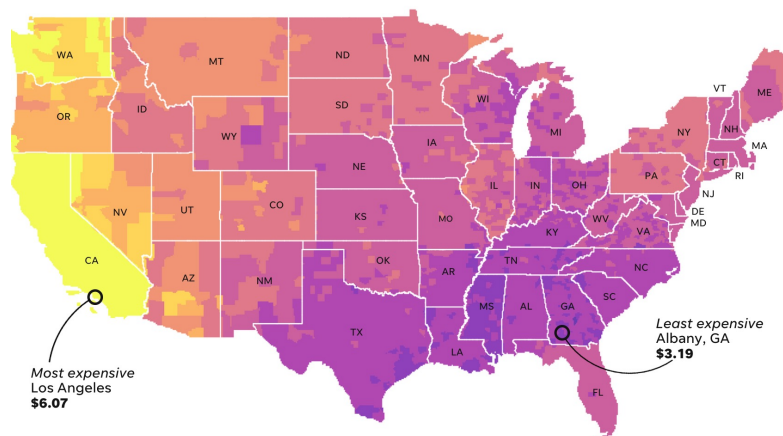 WA
MT
ND
MN
VT
ME
OR
ID
SD
WI
NH
WY
MI
NY
MA
IA
CT
RI
PA
NE
NJ
NV
UT
CO
IL
IN
OH
DE
MD
KS
MO
WV
VA
KY
CA
AZ
NM
OK
AR
TN
NC
SC
MS
AL
GA
TX
LA
FL
Most expensive
Los Angeles
$6.07
Least expensive
Albany, GA
$3.19